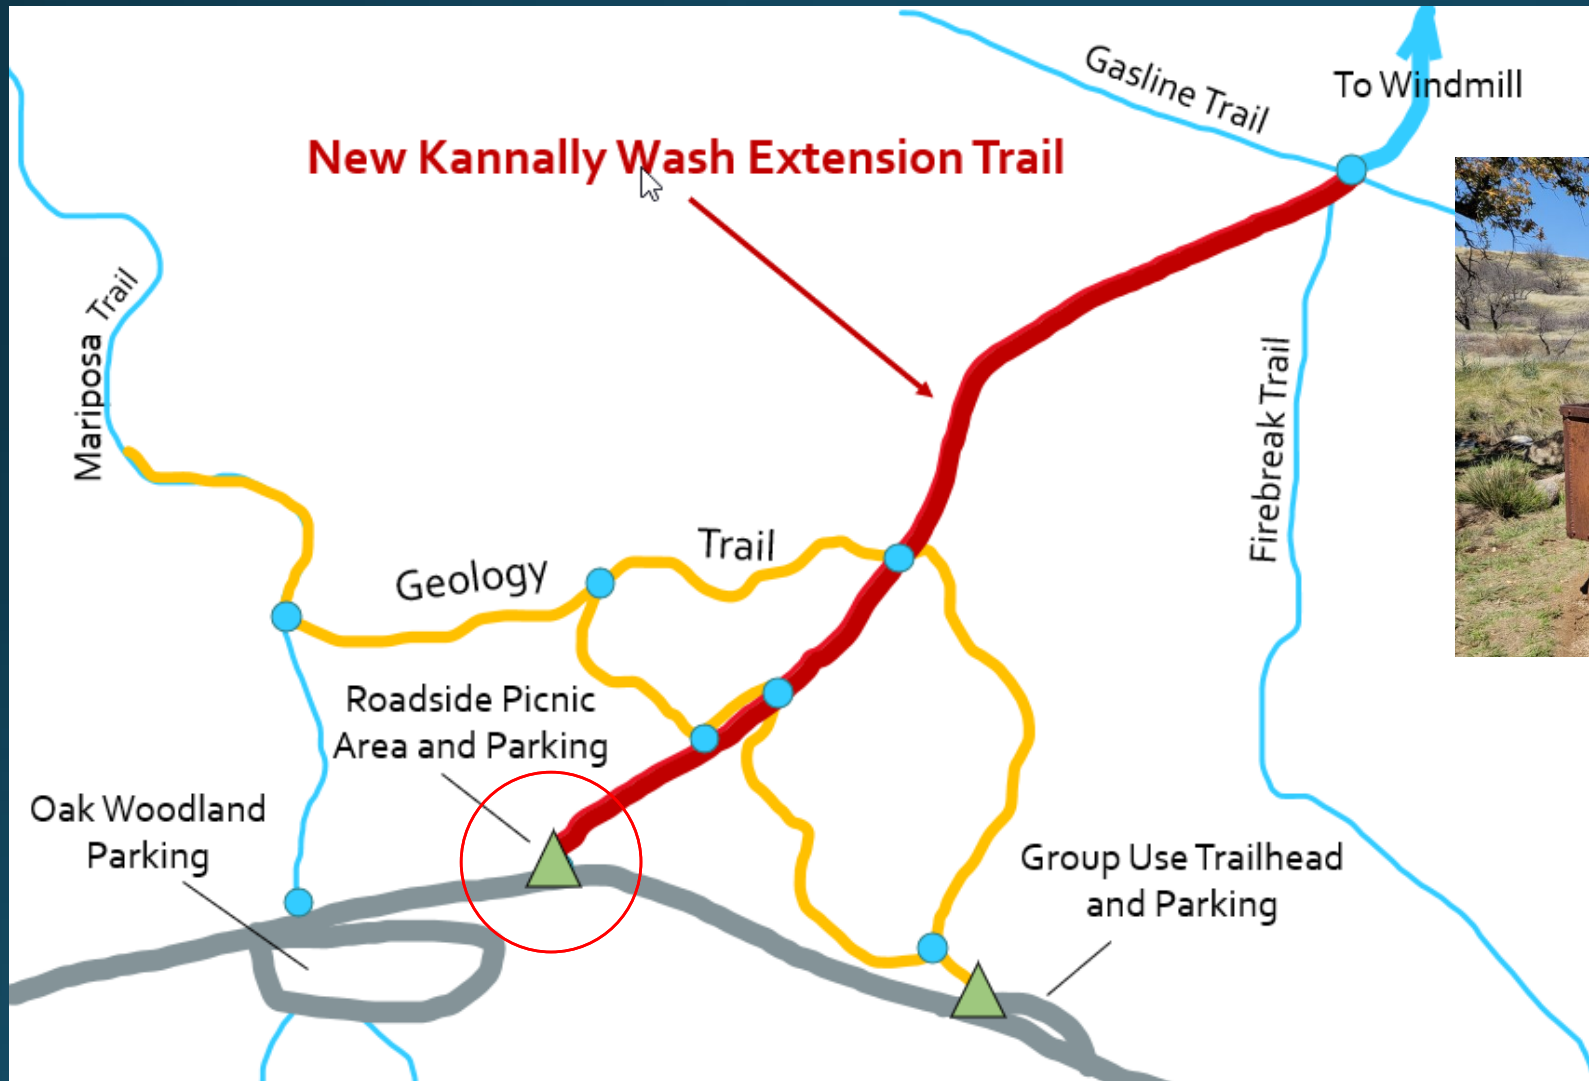 Gasline Trail
To Windmill
New Kannally Wash Extension Trail
Mariposa Trail
Firebreak Trail
Geology Trail
Roadside Picnic
Area and Parking
Oak Woodland
Parking
Group Use Trailhead
and Parking